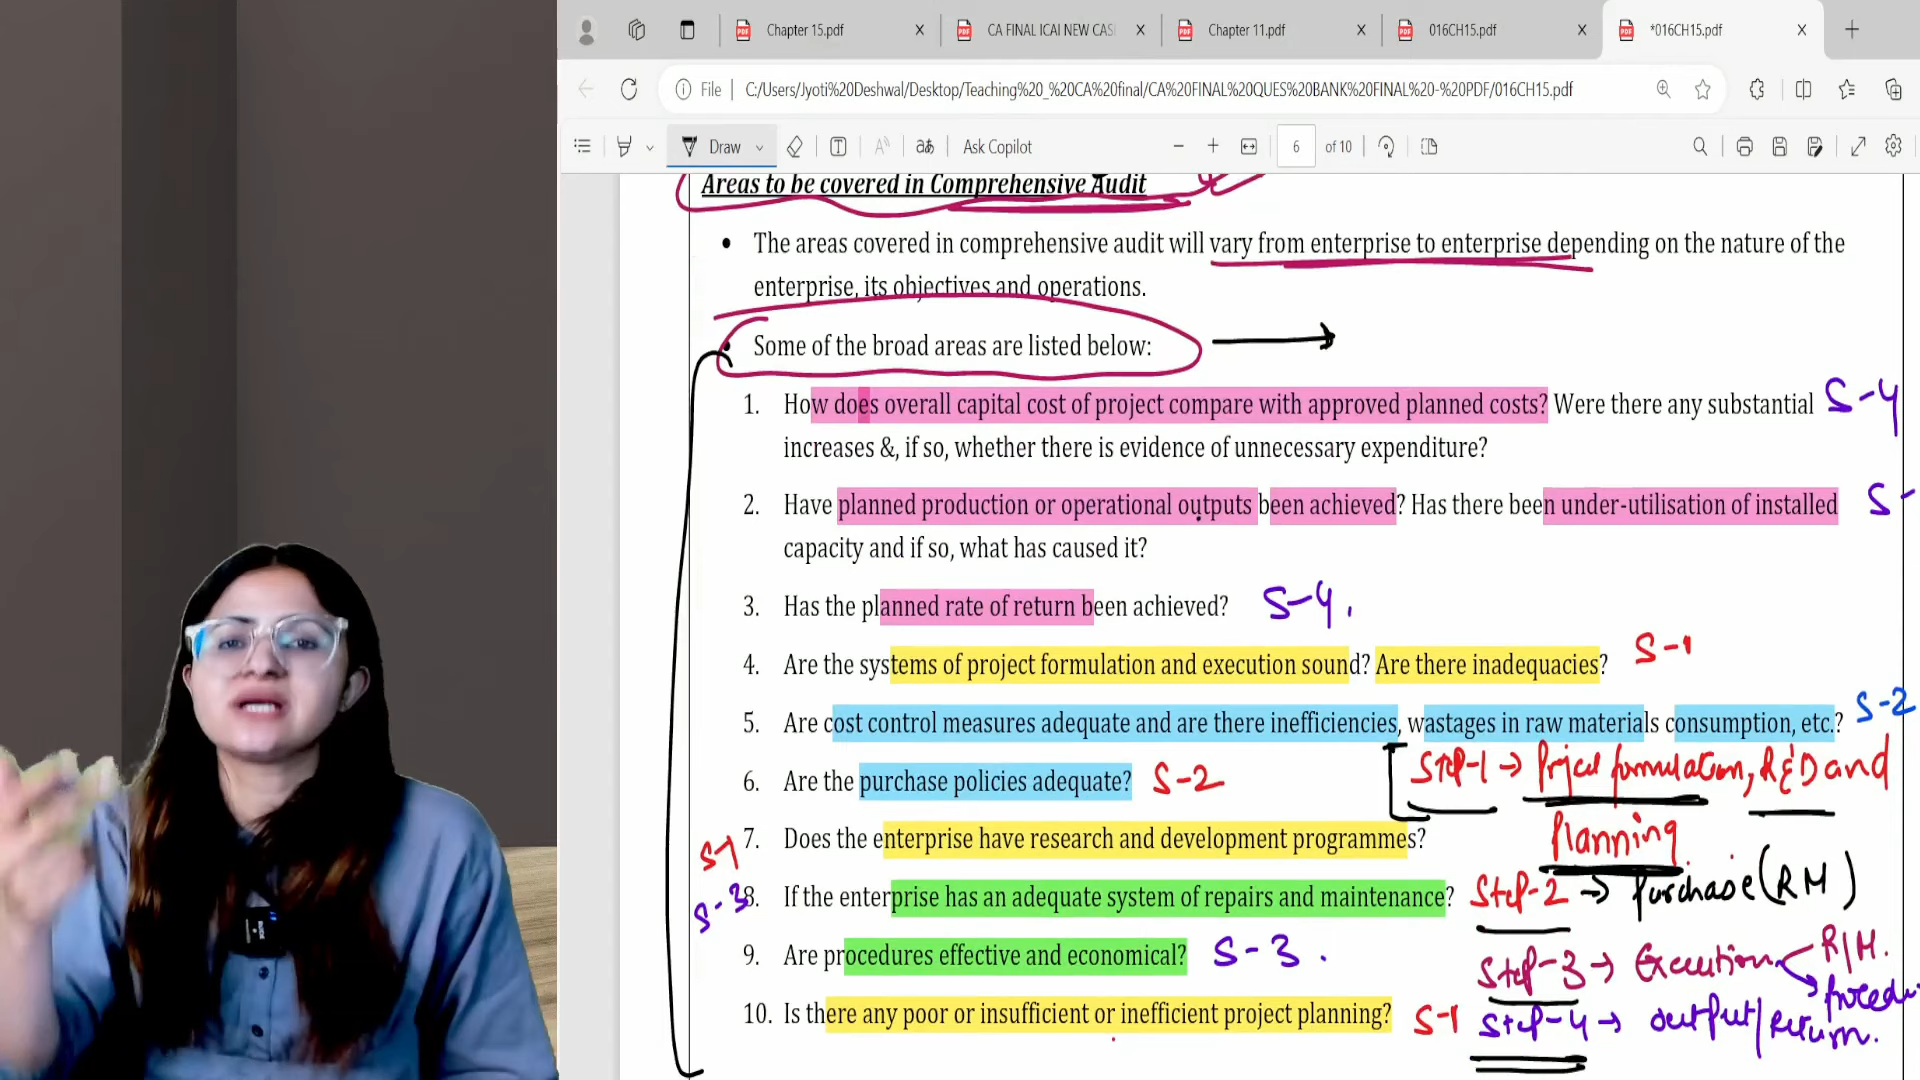 Chapter 15.pdf
CA FINAL ICAI NEW CAS
Chapter 11.pdf
016CH15.pdf
*016CH15.pdf
File
C:/Users/Jyoti%20Deshwal/Desktop/Teaching%20_%20CA%20final/CA%20FINAL%20QUES%20BANK%20FINAL%20-%20PDF/016CH15.pdf
Draw
Ask Copilot
6 of 10
Areas to be covered in Comprehensive Audit
• The areas covered in comprehensive audit will vary from enterprise to enterprise depending on the nature of the
enterprise, its objectives and operations.
• Some of the broad areas are listed below:
1. How does overall capital cost of project compare with approved planned costs? Were there any substantial S-4
increases &, if so, whether there is evidence of unnecessary expenditure?
2. Have planned production or operational outputs been achieved? Has there been under-utilisation of installed S-
capacity and if so, what has caused it?
3. Has the planned rate of return been achieved? S-4.
4. Are the systems of project formulation and execution sound? Are there inadequacies? S-1
5. Are cost control measures adequate and are there inefficiencies, wastages in raw materials consumption, etc.? S-2
Step-1 → Project formulation, R&D and
6. Are the purchase policies adequate? S-2
Planning
S-1 7. Does the enterprise have research and development programmes?
S-3 8. If the enterprise has an adequate system of repairs and maintenance? Step-2 → Purchase (RM)
9. Are procedures effective and economical? S-3.
Step-3 → Execution R/M.
10. Is there any poor or insufficient or inefficient project planning? S-1
Step-4 → output/Return.